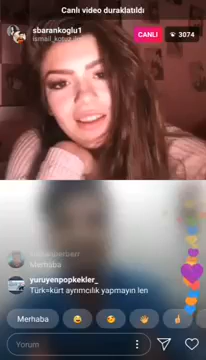 Canlı video duraklatıldı
sbarankoglu1
CANLI
3074
Merhaba
yuruyenpopkekler_
Türk=kürt ayrımcılık yapmayın len
Merhaba
Yorum